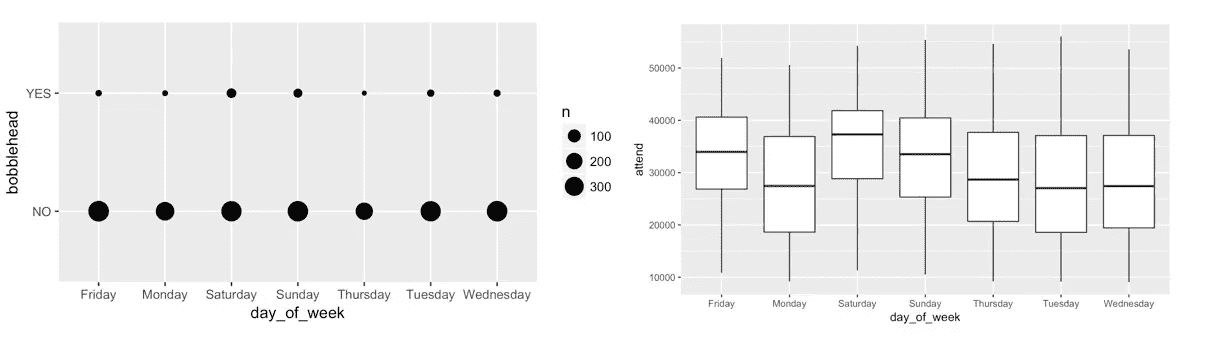 bobblehead
YES
NO
Friday Monday Saturday Sunday Thursday Tuesday Wednesday
day_of_week
n
100
200
300
attend
50000
40000
30000
20000
10000
Friday Monday Saturday Sunday Thursday Tuesday Wednesday
day_of_week